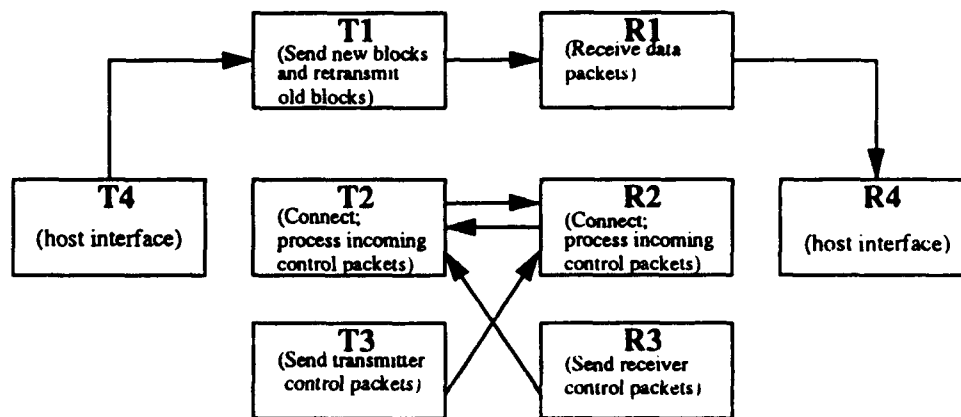 T1
(Send new blocks
and retransmit
old blocks)
R1
(Receive data
packets)
T4
(host interface)
T2
(Connect;
process incoming
control packets)
R2
(Connect;
process incoming
control packets)
R4
(host interface)
T3
(Send transmitter
control packets)
R3
(Send receiver
control packets)